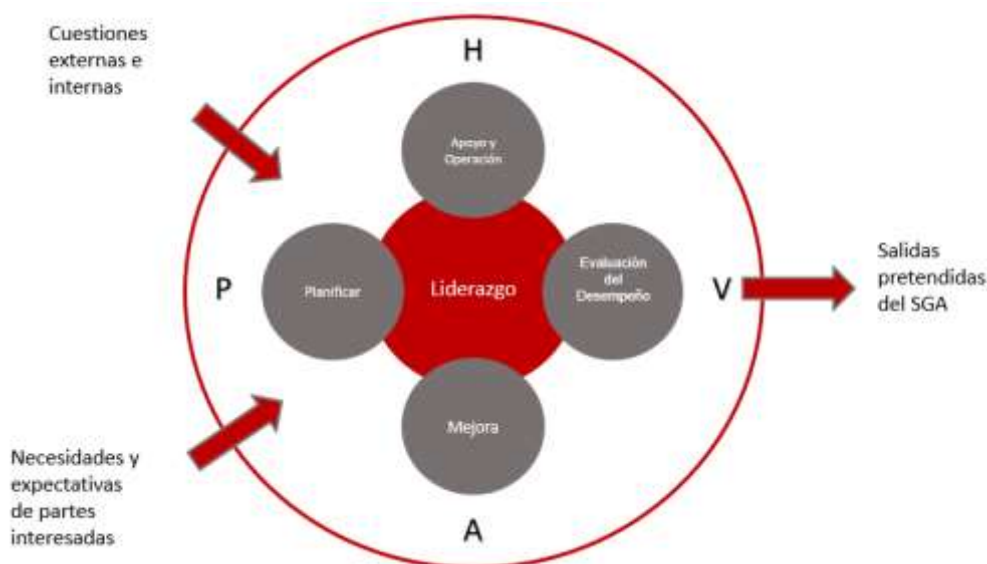 Cuestiones
externas e
internas
H
Apoyo y
Operación
P
Planificar
Liderazgo
Evaluación
del
Desempeño
V
Salidas
pretendidas
del SGA
Mejora
Necesidades y
expectativas
de partes
interesadas
A